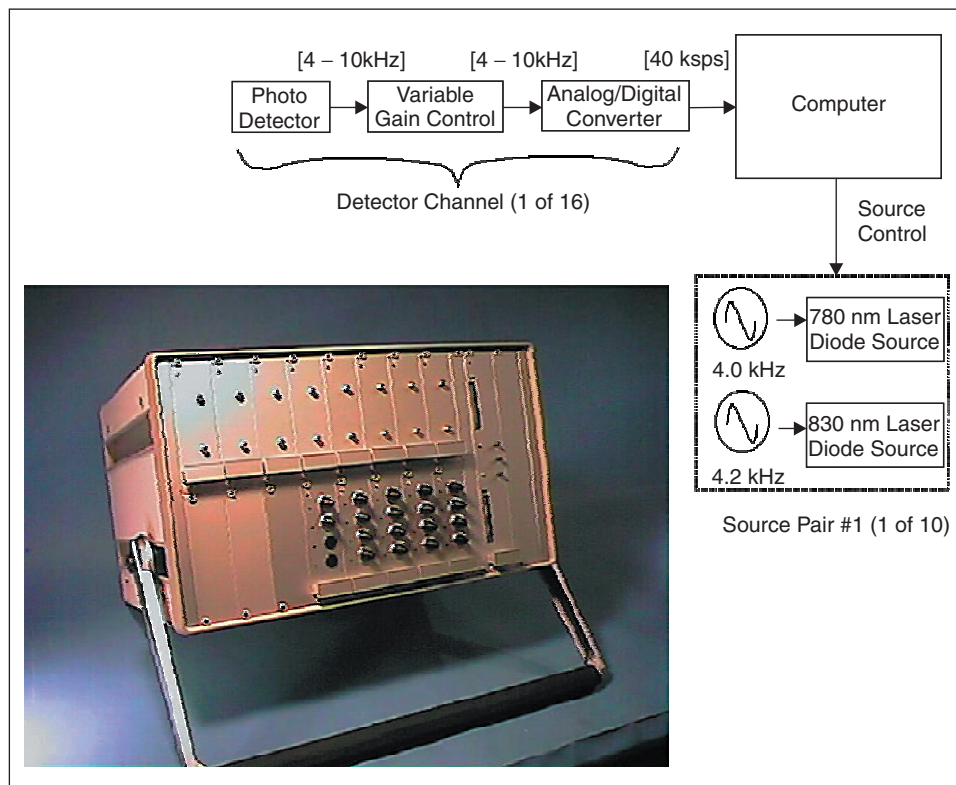 [4 – 10kHz] [4 – 10kHz] [40 ksps]
Photo
Detector
Variable
Gain Control
Analog/Digital
Converter
Computer
Detector Channel (1 of 16)
Source
Control
780 nm Laser
Diode Source
4.0 kHz
830 nm Laser
Diode Source
4.2 kHz
Source Pair #1 (1 of 10)